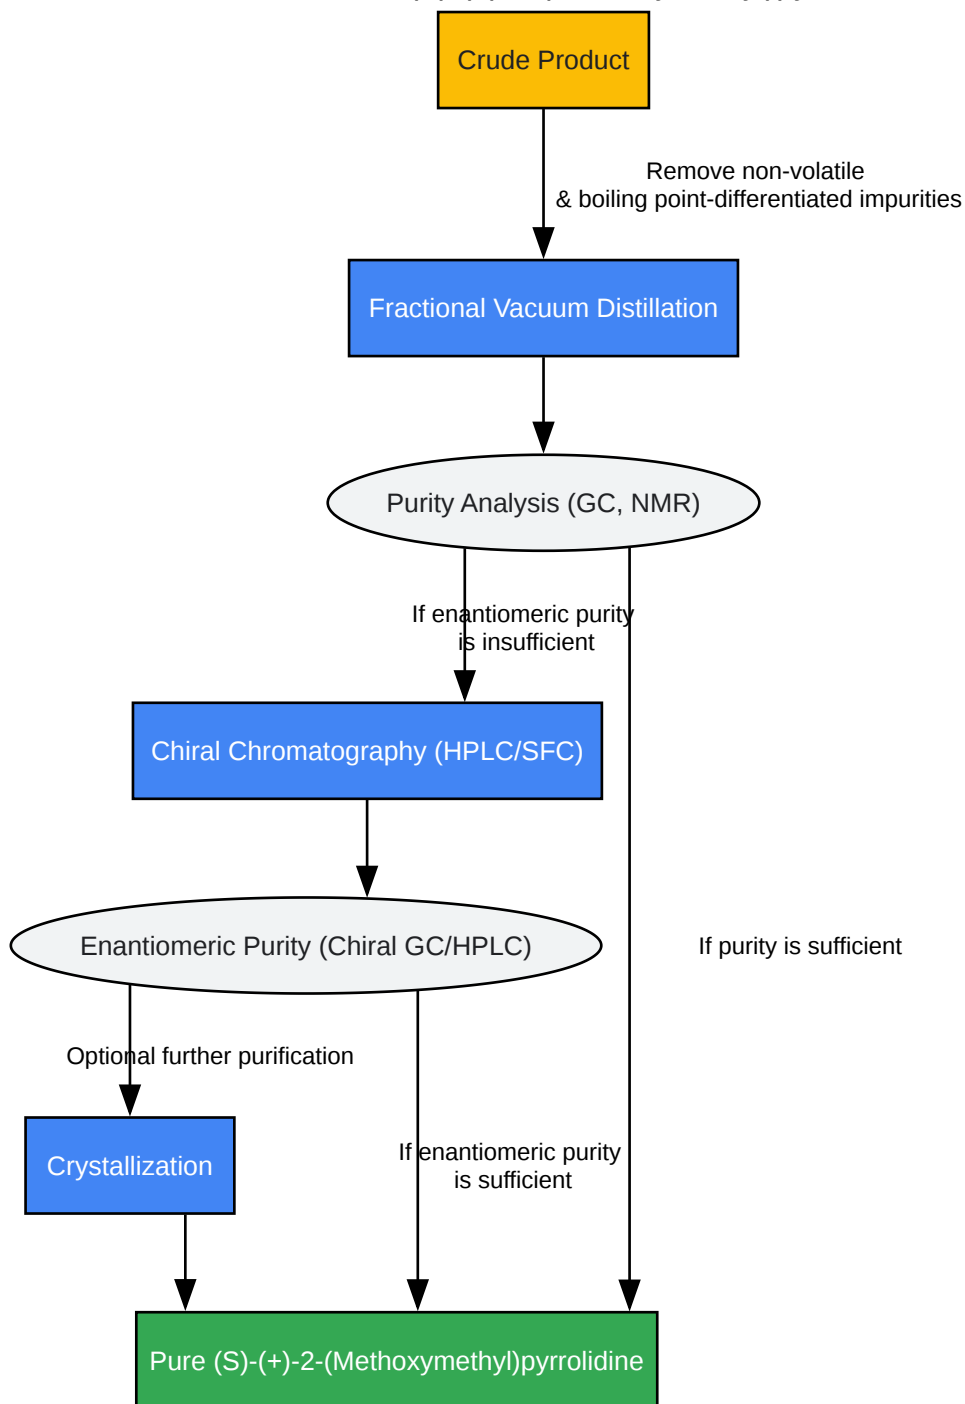 Crude Product
Remove non-volatile
& boiling point-differentiated impurities
Fractional Vacuum Distillation
Purity Analysis (GC, NMR)
If enantiomeric purity
is insufficient
Chiral Chromatography (HPLC/SFC)
Enantiomeric Purity (Chiral GC/HPLC)
If purity is sufficient
Optional further purification
If enantiomeric purity
is sufficient
Crystallization
Pure (S)-(+)-2-(Methoxymethyl)pyrrolidine